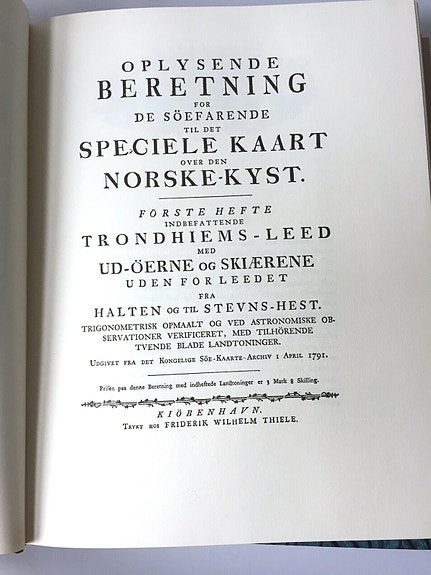 OPLYSENDE
BERETNING
FOR
DE SÖEFARENDE
TIL DET
SPECIELE KAART
OVER DEN
NORSKE-KYST.
FÖRSTE HEFTE
INDBEFATTENDE
TRONDHIEMS-LEED
MED
UD-ÖERNE OG SKIÆRENE
UDEN FOR LEEDET
FRA
HALTEN OG TIL STEVNS-HEST.
TRIGONOMETRISK OPMAALT OG VED ASTRONOMISKE OB-
SERVATIONER VERIFICERET, MED TILHÖRENDE
TVENDE BLADE LANDTONINGER.
UDGIVET FRA DET KONGELIGE SÖE-KAARTE-ARCHIV 1 APRIL 1791.
Prisen paa denne Beretning med indheftede Landtoninger er 3 Mark 8 Skilling.
KIÖBENHAVN.
TRYKT HOS FRIDERIK WILHELM THIELE.